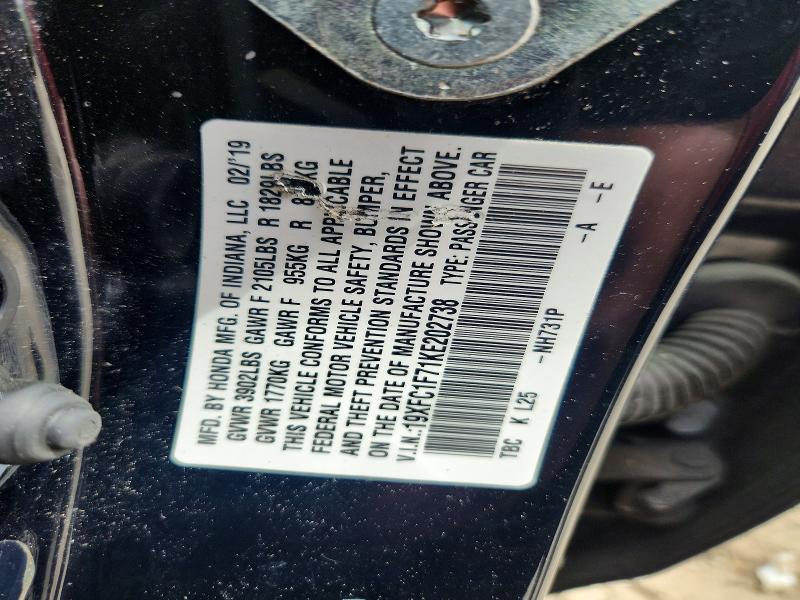 MFD. BY HONDA MFG. OF INDIANA, LLC 02/'19
GVWR 3902LBS GAWR F 2105LBS R 1829LBS
GVWR 1770KG GAWR F 955KG R KG
THIS VEHICLE CONFORMS TO ALL APPLICABLE
FEDERAL MOTOR VEHICLE SAFETY, BUMPER,
AND THEFT PREVENTION STANDARDS IN EFFECT
ON THE DATE OF MANUFACTURE SHOWN ABOVE.
V.I.N.:19XFC1F71KE202738 TYPE: PASSENGER CAR
TBC K L25 -NH731P -A -E